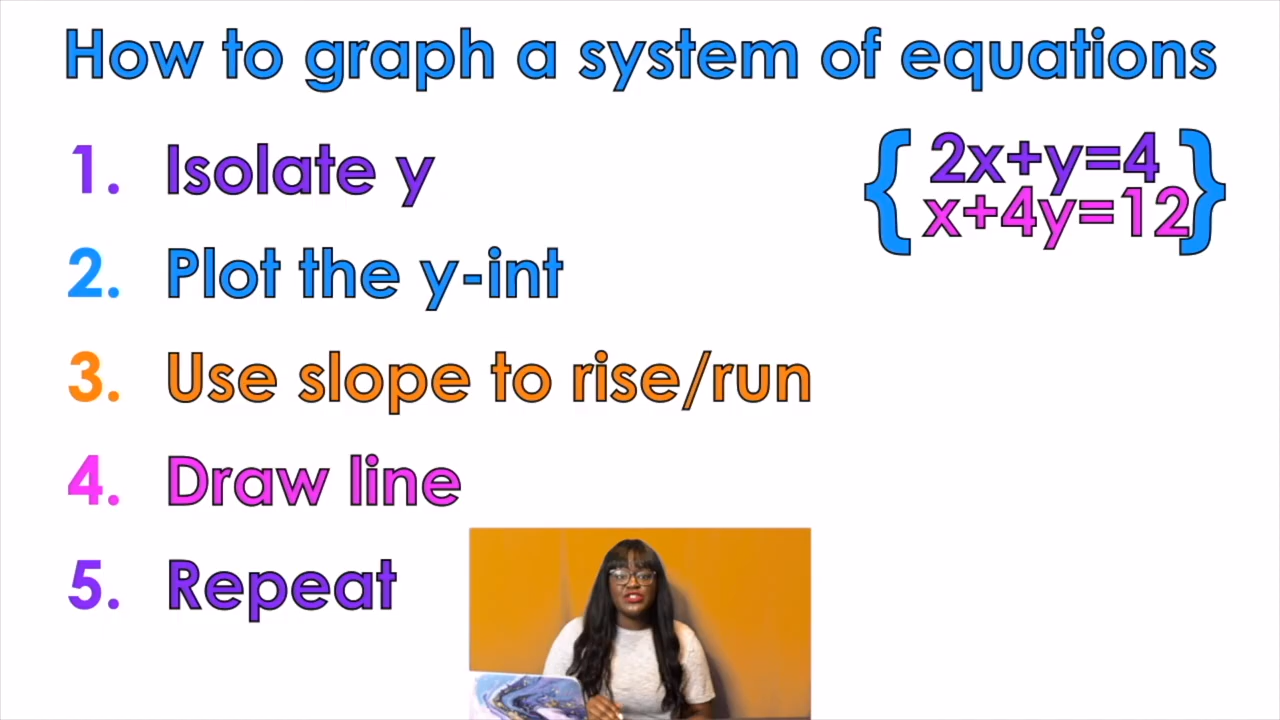 How to graph a system of equations
1. Isolate y
2. Plot the y-int
3. Use slope to rise/run
4. Draw line
5. Repeat
{ 2x+y=4
x+4y=12 }